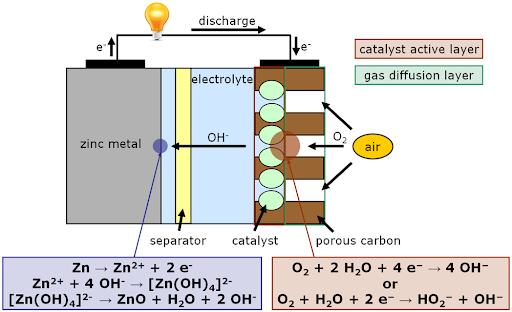 discharge
e-
e-
catalyst active layer
gas diffusion layer
electrolyte
zinc metal
OH-
O₂
air
separator
catalyst
porous carbon
Zn → Zn²⁺ + 2 e-
Zn²⁺ + 4 OH- → [Zn(OH)₄]²-
[Zn(OH)₄]²- → ZnO + H₂O + 2 OH-
O₂ + 2 H₂O + 4 e⁻ → 4 OH⁻
or
O₂ + H₂O + 2 e⁻ → HO₂⁻ + OH⁻